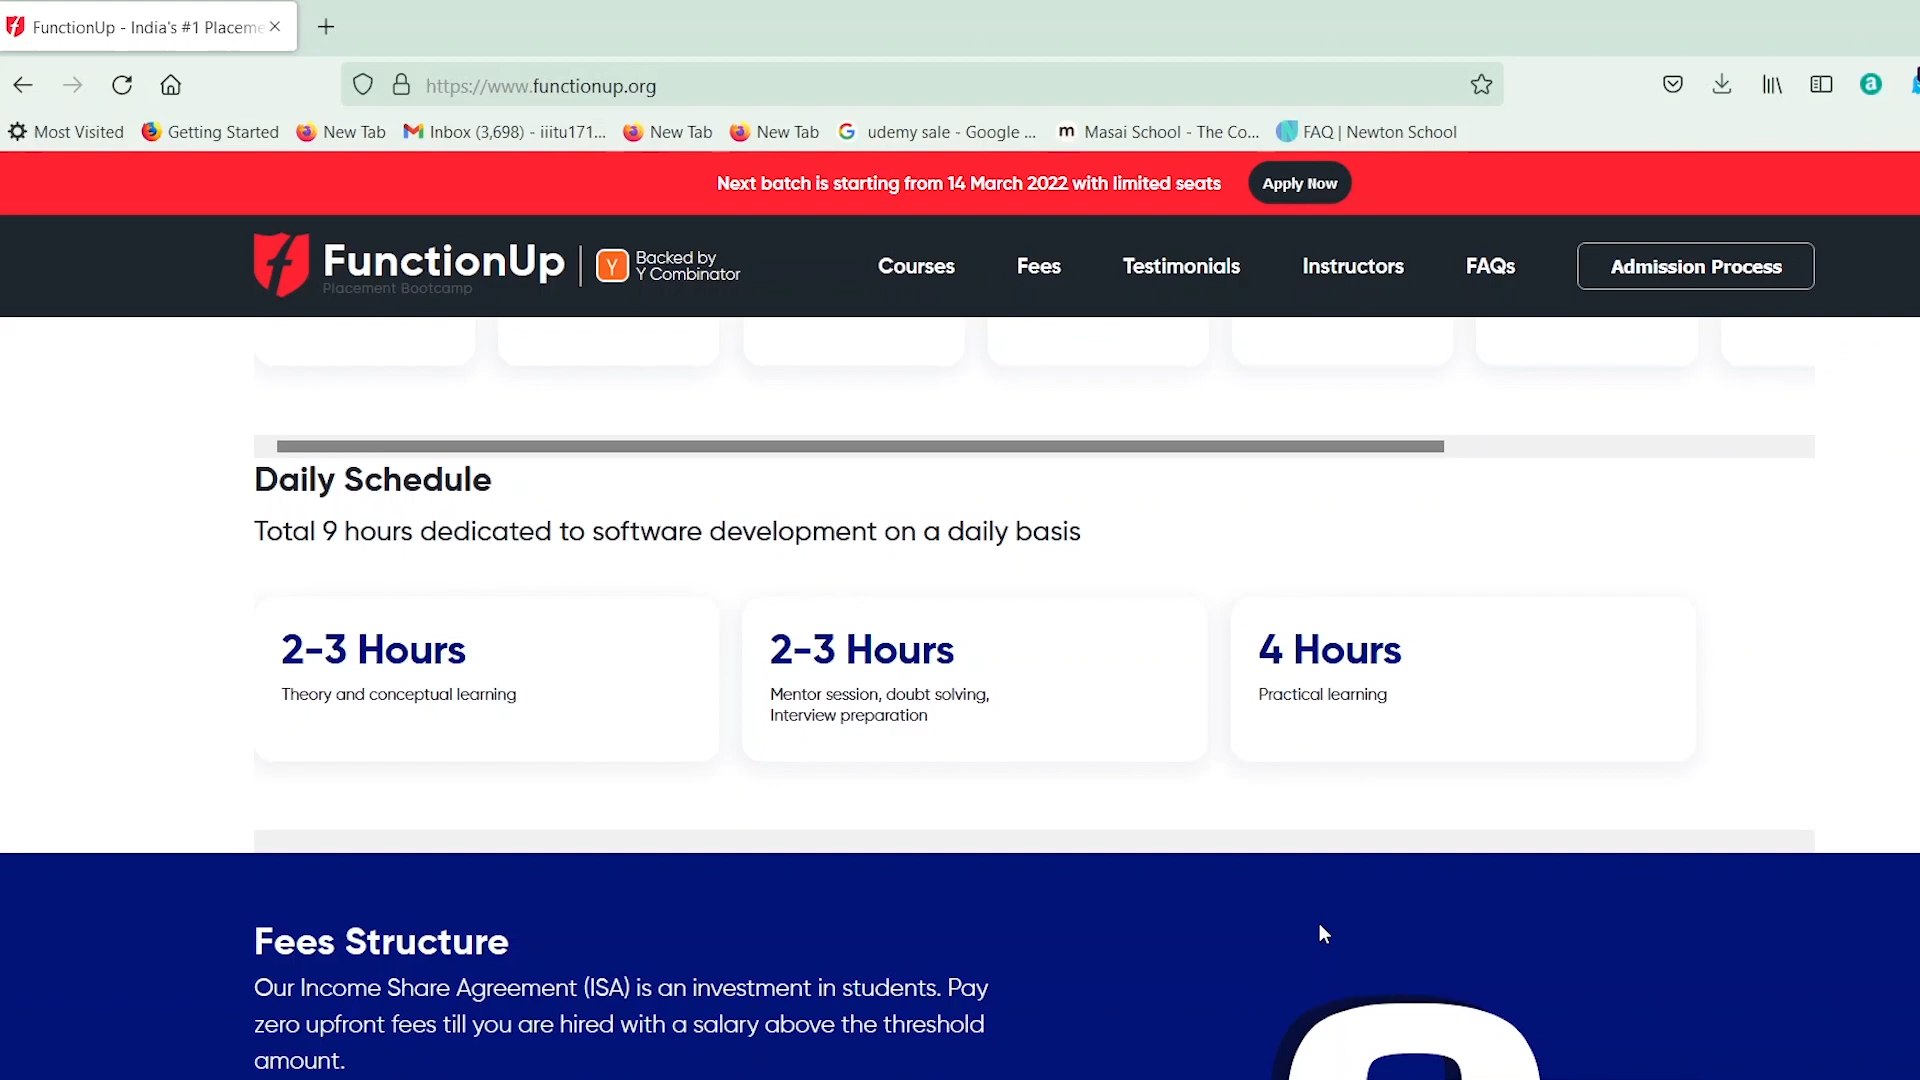 FunctionUp - India's #1 Placeme
https://www.functionup.org
Most Visited
Getting Started
New Tab
Inbox (3,698) - iiitu171...
New Tab
New Tab
udemy sale - Google ...
Masai School - The Co...
FAQ | Newton School
Next batch is starting from 14 March 2022 with limited seats
Apply Now
FunctionUp
Placement Bootcamp
Backed by
Y Combinator
Courses
Fees
Testimonials
Instructors
FAQs
Admission Process
Daily Schedule
Total 9 hours dedicated to software development on a daily basis
2-3 Hours
Theory and conceptual learning
2-3 Hours
Mentor session, doubt solving,
Interview preparation
4 Hours
Practical learning
Fees Structure
Our Income Share Agreement (ISA) is an investment in students. Pay
zero upfront fees till you are hired with a salary above the threshold
amount.